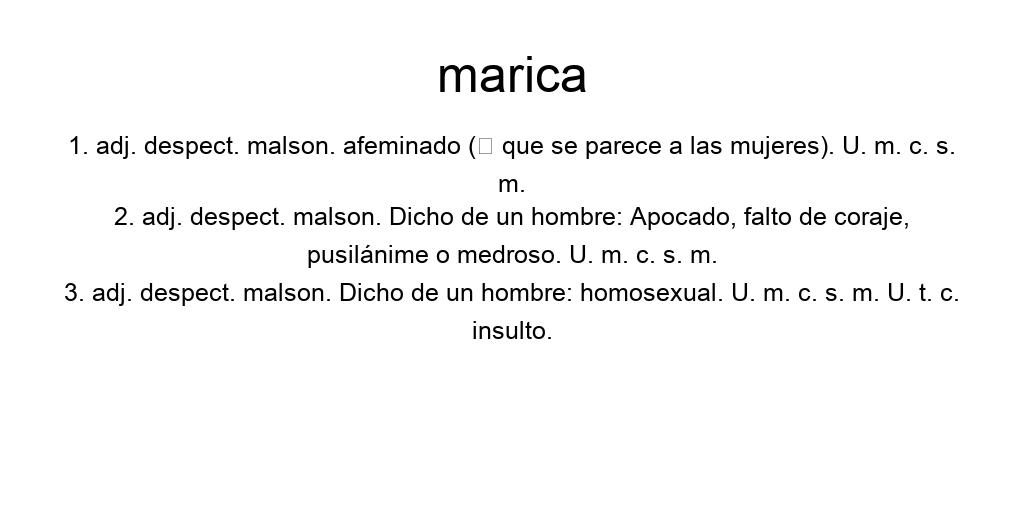 marica
1. adj. despect. malson. afeminado (□ que se parece a las mujeres). U. m. c. s.
m.
2. adj. despect. malson. Dicho de un hombre: Apocado, falto de coraje,
pusilánime o medroso. U. m. c. s. m.
3. adj. despect. malson. Dicho de un hombre: homosexual. U. m. c. s. m. U. t. c.
insulto.